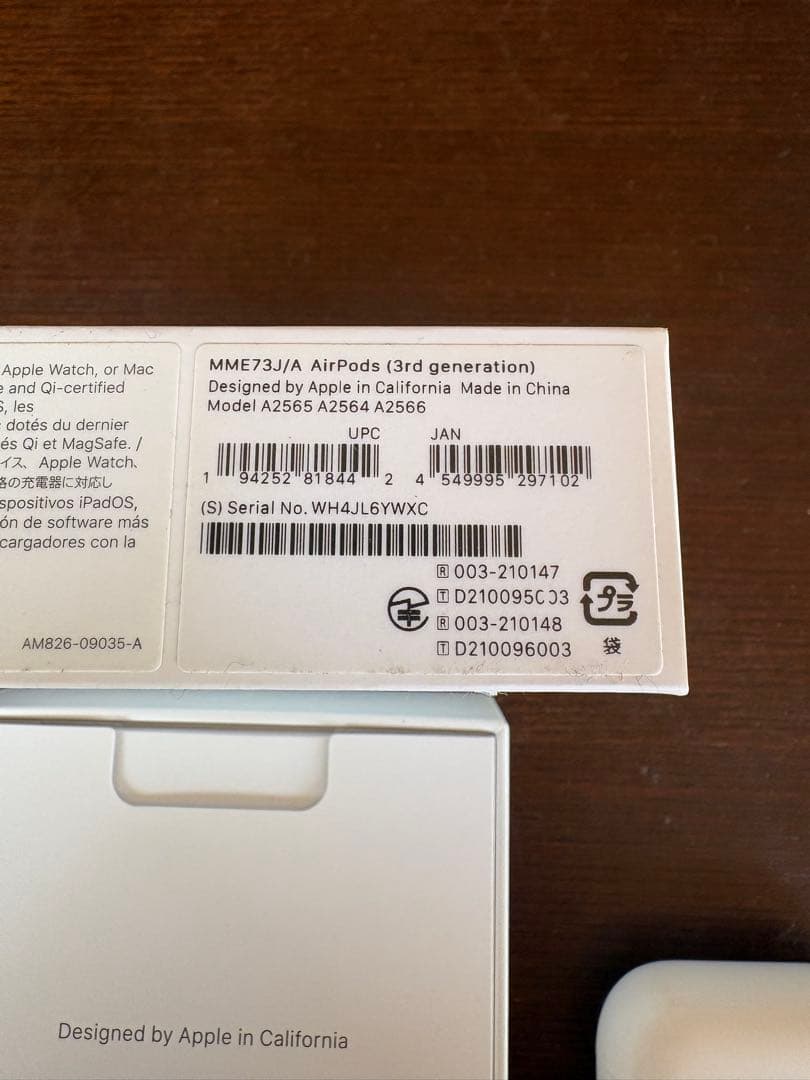 Apple Watch, or Mac
and Qi-certified
S, les
dotés du dernier
és Qi et MagSafe. /
イス、Apple Watch、
格の充電器に対応し
spositivos iPadOS,
ón de software más
cargadores con la
AM826-09035-A
MME73J/A AirPods (3rd generation)
Designed by Apple in California Made in China
Model A2565 A2564 A2566
UPC JAN
1 94252 81844 2 4 549995 297102
(S) Serial No. WH4JL6YWXC
R 003-210147
T D210095003
R 003-210148
T D210096003
プラ
袋
Designed by Apple in California